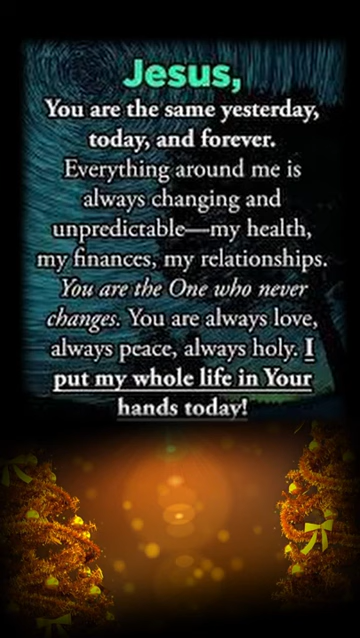 Jesus,
You are the same yesterday,
today, and forever.
Everything around me is
always changing and
unpredictable—my health,
my finances, my relationships.
You are the One who never
changes. You are always love,
always peace, always holy. I
put my whole life in Your
hands today!